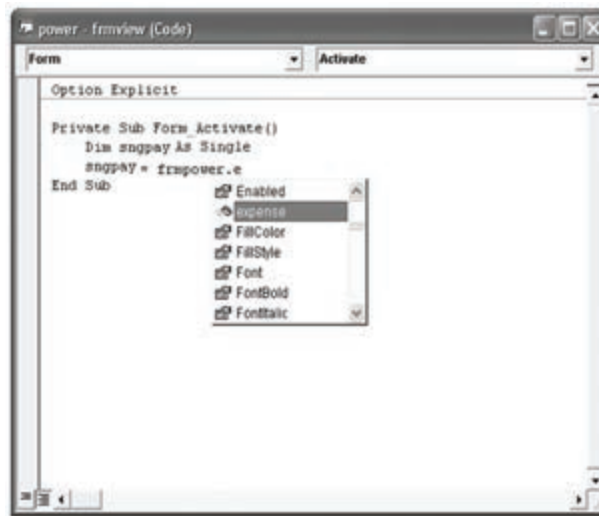 power - frmview (Code)
Form Activate
Option Explicit
Private Sub Form_Activate()
Dim sngpay As Single
sngpay = frmpower.e
End Sub
Enabled
expense
FillColor
FillStyle
Font
FontBold
FontItalic